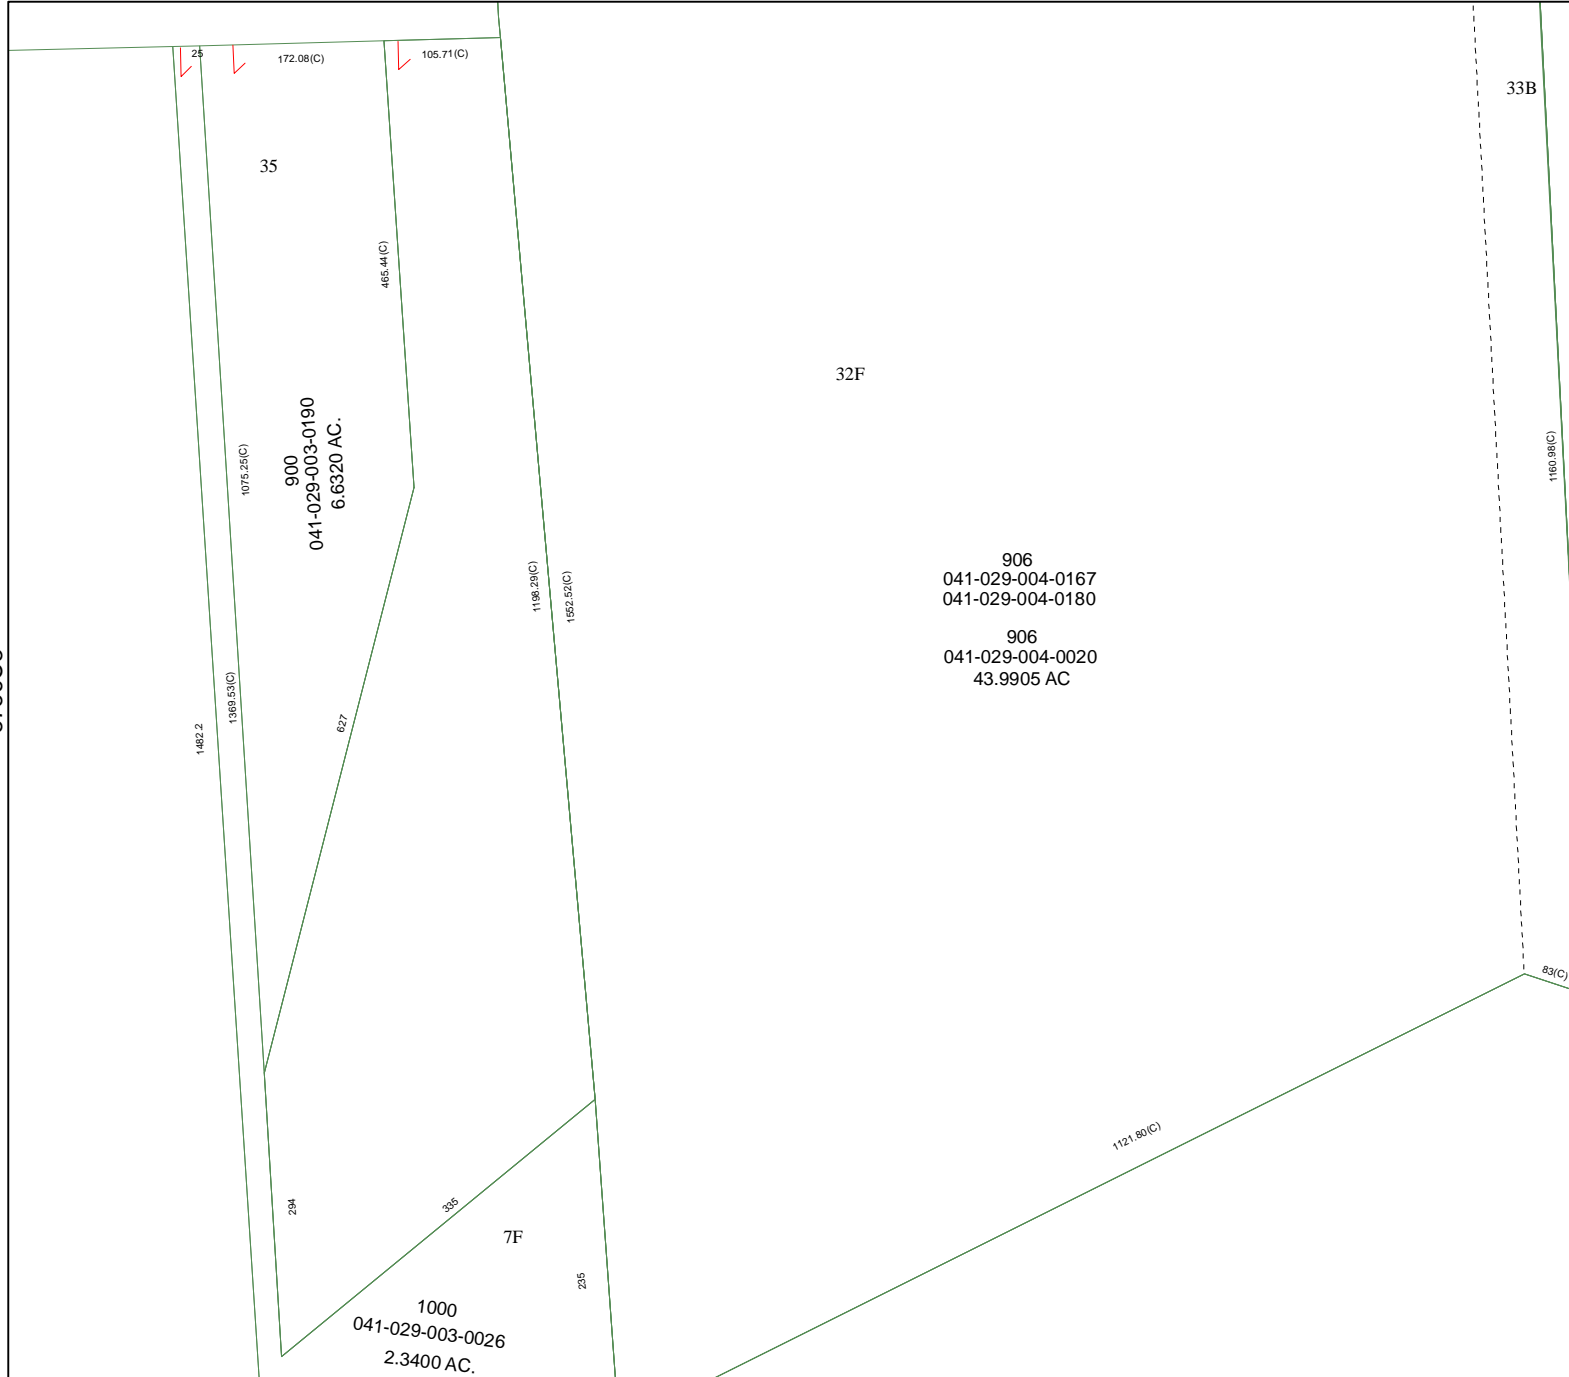 25
172.08(C)
105.71(C)
33B
35
465.44(C)
32F
900
041-029-003-0190
6.6320 AC.
1075.25(C)
1160.98(C)
1198.29(C)
1552.52(C)
906
041-029-004-0167
041-029-004-0180
906
041-029-004-0020
43.9905 AC
1369.53(C)
627
1482.2
83(C)
1121.80(C)
294
335
7F
235
1000
041-029-003-0026
2.3400 AC.